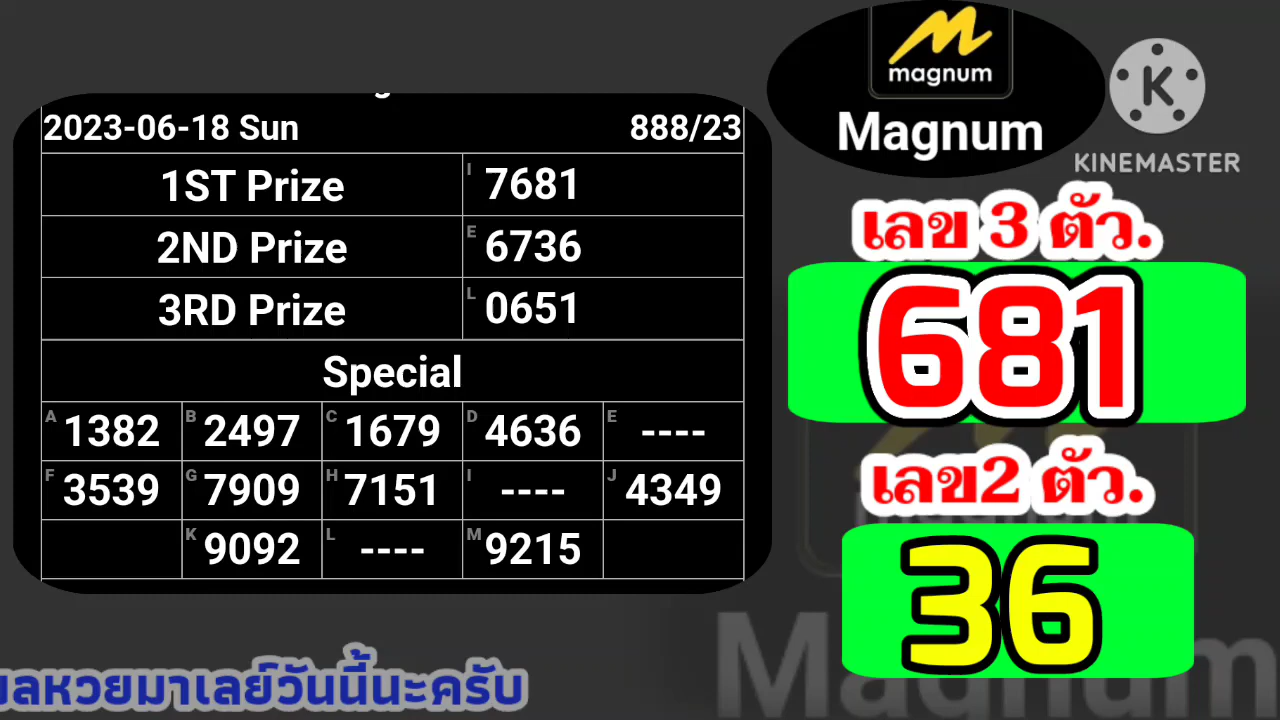 2023-06-18 Sun 888/23
1ST Prize I 7681
2ND Prize E 6736
3RD Prize L 0651
Special
A 1382 B 2497 C 1679 D 4636 E ----
F 3539 G 7909 H 7151 I ---- J 4349
K 9092 L ---- M 9215
magnum
Magnum
KINEMASTER
เลข 3 ตัว.
681
เลข2 ตัว.
36
ผลหวยมาเลย์วันนี้นะครับ
Magnum